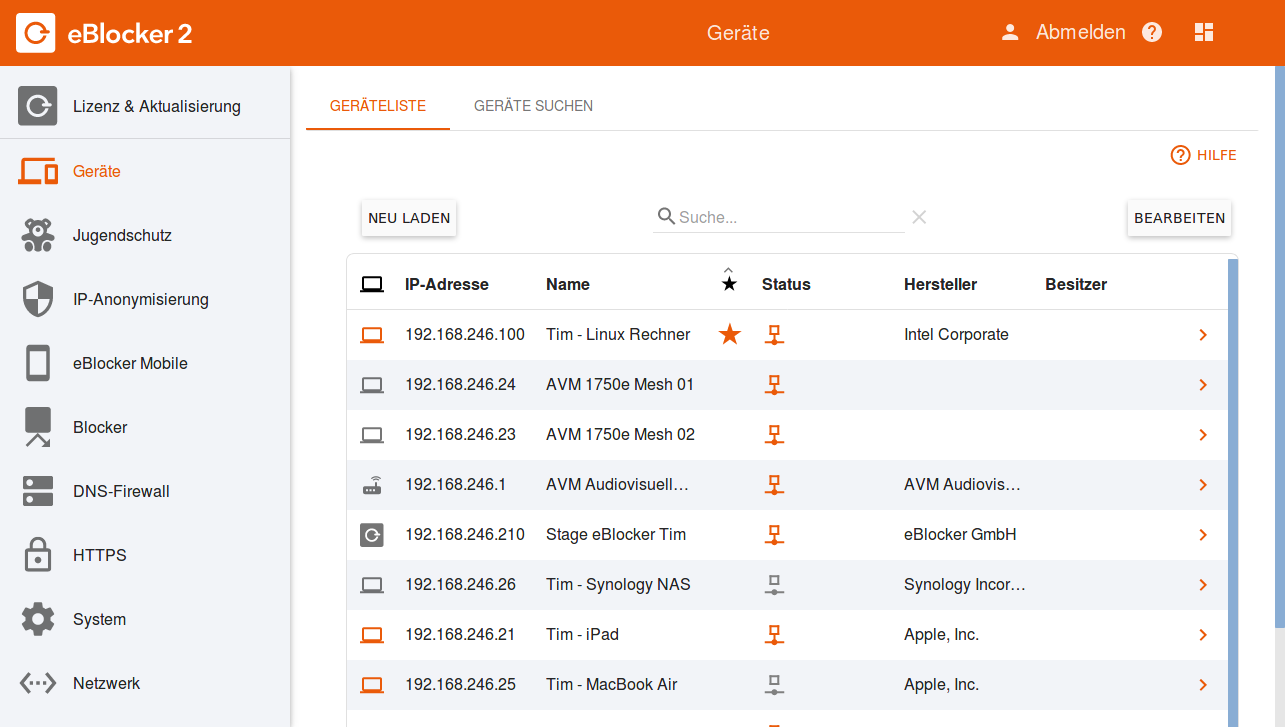 eBlocker 2
Geräte
Abmelden
Lizenz & Aktualisierung
Geräte
Jugendschutz
IP-Anonymisierung
eBlocker Mobile
Blocker
DNS-Firewall
HTTPS
System
Netzwerk
GERÄTELISTE GERÄTE SUCHEN
HILFE
NEU LADEN Suche... BEARBEITEN
IP-Adresse Name Status Hersteller Besitzer
192.168.246.100 Tim - Linux Rechner Intel Corporate
192.168.246.24 AVM 1750e Mesh 01
192.168.246.23 AVM 1750e Mesh 02
192.168.246.1 AVM Audiovisuell… AVM Audiovis…
192.168.246.210 Stage eBlocker Tim eBlocker GmbH
192.168.246.26 Tim - Synology NAS Synology Incor…
192.168.246.21 Tim - iPad Apple, Inc.
192.168.246.25 Tim - MacBook Air Apple, Inc.